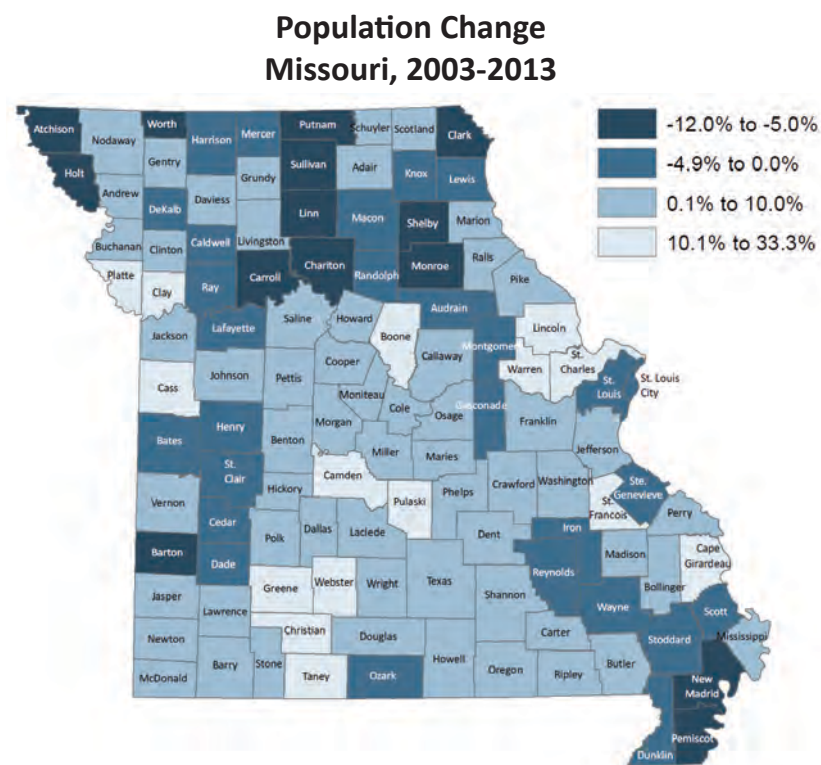 Population Change
Missouri, 2003-2013
-12.0% to -5.0%
-4.9% to 0.0%
0.1% to 10.0%
10.1% to 33.3%
Atchison
Nodaway
Worth
Harrison
Mercer
Putnam
Schuyler
Scotland
Clark
Holt
Andrew
Gentry
DeKalb
Daviess
Grundy
Sullivan
Adair
Knox
Lewis
Buchanan
Clinton
Caldwell
Livingston
Linn
Macon
Shelby
Marion
Platte
Clay
Ray
Carroll
Chariton
Randolph
Monroe
Ralls
Pike
Jackson
Lafayette
Saline
Howard
Boone
Audrain
Callaway
Montgomer
Lincoln
Warren
St.
Charles
St.
Louis
St. Louis
City
Cass
Johnson
Pettis
Cooper
Moniteau
Cole
Osage
Gasconade
Franklin
Jefferson
Bates
Henry
Benton
Morgan
Miller
Maries
St.
Clair
Hickory
Camden
Pulaski
Phelps
Crawford
Washington
St.
Francois
Ste.
Genevieve
Perry
Vernon
Cedar
Polk
Dallas
Laclede
Dent
Iron
Madison
Cape
Girardeau
Barton
Dade
Greene
Webster
Wright
Texas
Shannon
Reynolds
Wayne
Bollinger
Scott
Jasper
Lawrence
Christian
Douglas
Carter
Stoddard
Mississippi
Newton
McDonald
Barry
Stone
Taney
Ozark
Howell
Oregon
Ripley
Butler
New
Madrid
Pemiscot
Dunklin